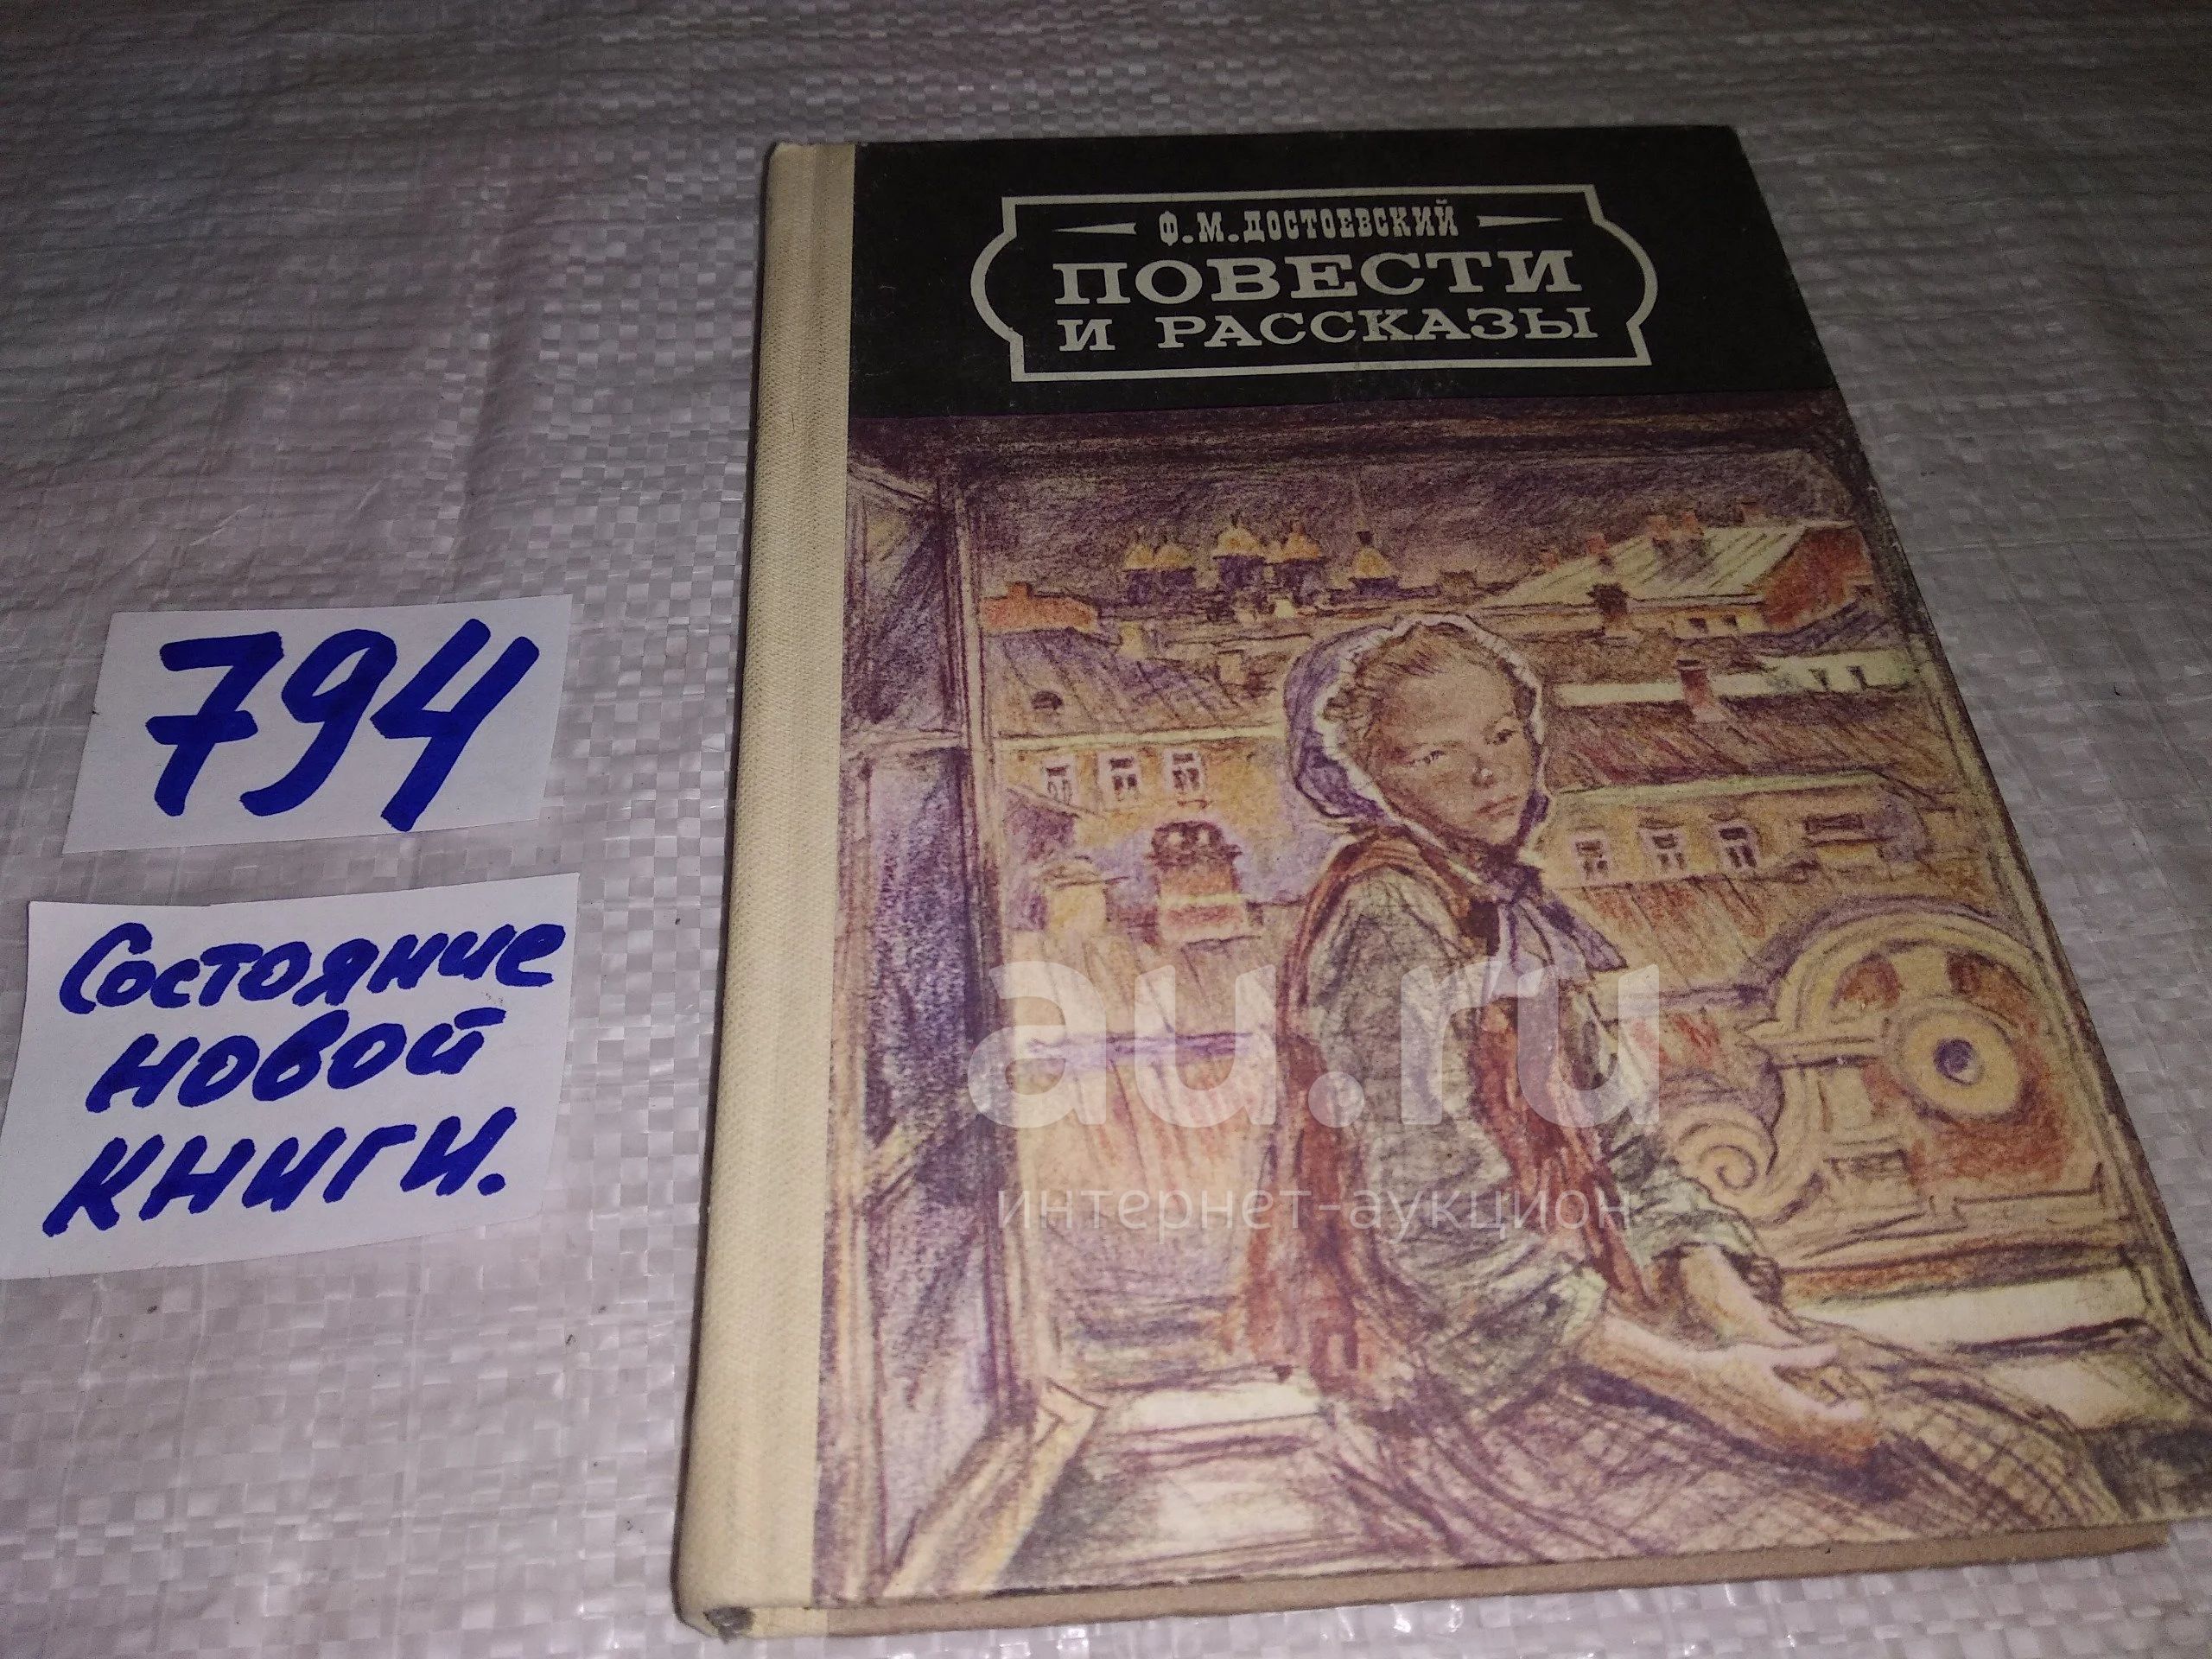 Ф.М.ДОСТОЕВСКИЙ
ПОВЕСТИ
И РАССКАЗЫ
794
Состояние
новой
книги.
au.ru
интернет-аукцион